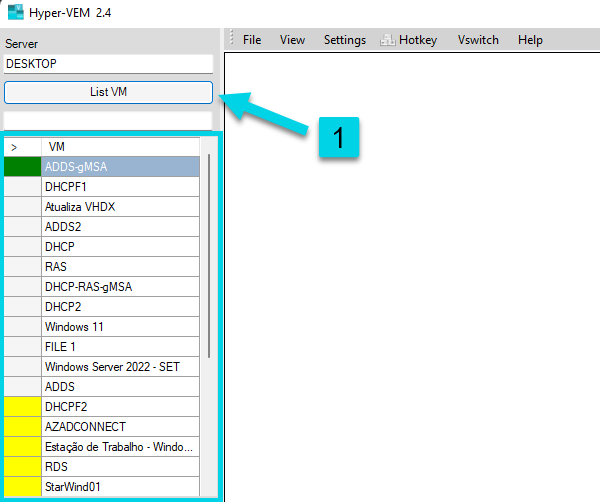 Hyper-VEM 2.4
Server
File View Settings Hotkey Vswitch Help
DESKTOP
List VM
1
> VM
ADDS-gMSA
DHCPF1
Atualiza VHDX
ADDS2
DHCP
RAS
DHCP-RAS-gMSA
DHCP2
Windows 11
FILE 1
Windows Server 2022 - SET
ADDS
DHCPF2
AZADCONNECT
Estação de Trabalho - Windo...
RDS
StarWind01